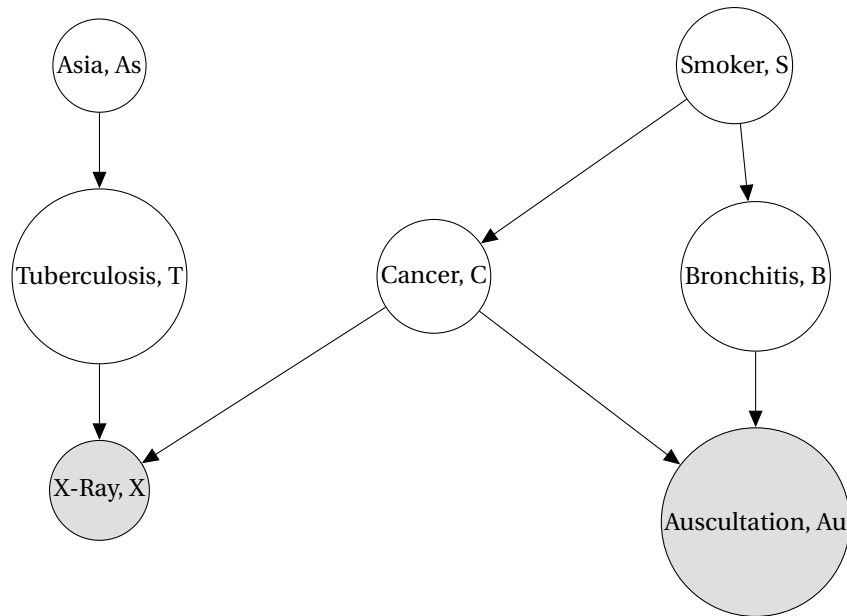 Asia, As
Smoker, S
Tuberculosis, T
Cancer, C
Bronchitis, B
X-Ray, X
Auscultation, Au